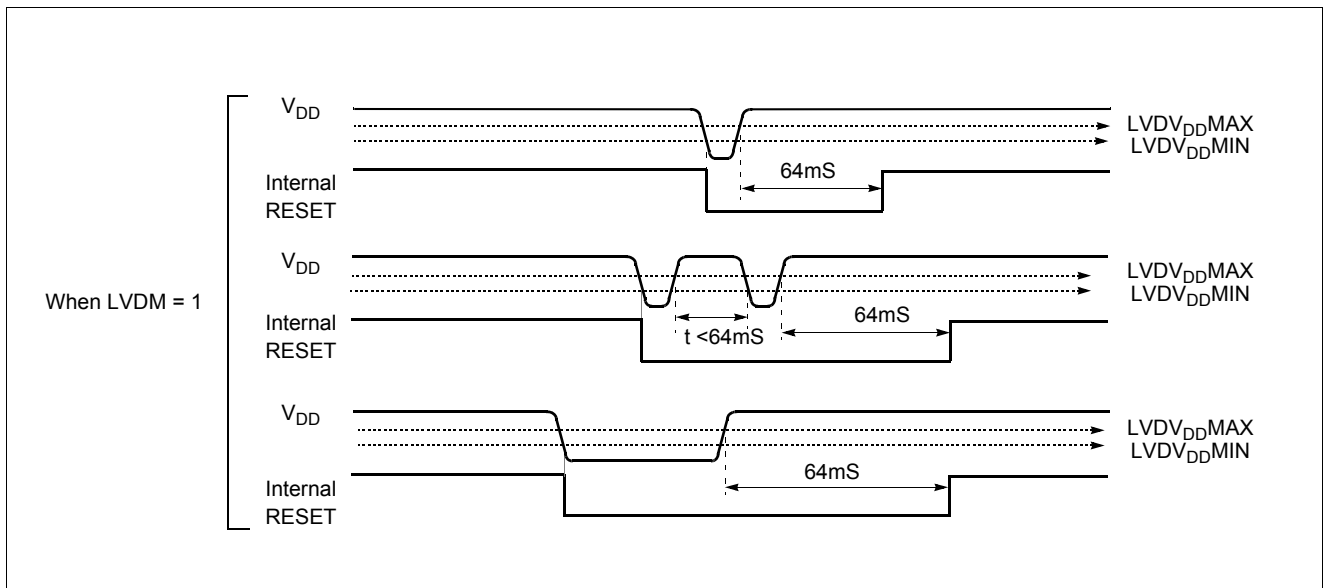 When LVDM = 1
VDD
LVDVDDMAX
LVDVDDMIN
64mS
Internal
RESET
VDD
LVDVDDMAX
LVDVDDMIN
64mS
t <64mS
Internal
RESET
VDD
LVDVDDMAX
LVDVDDMIN
64mS
Internal
RESET